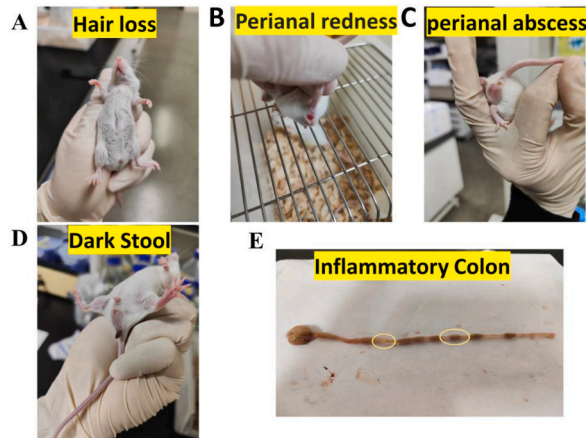 A
Hair loss
B
Perianal redness
C
perianal abscess
D
Dark Stool
E
Inflammatory Colon